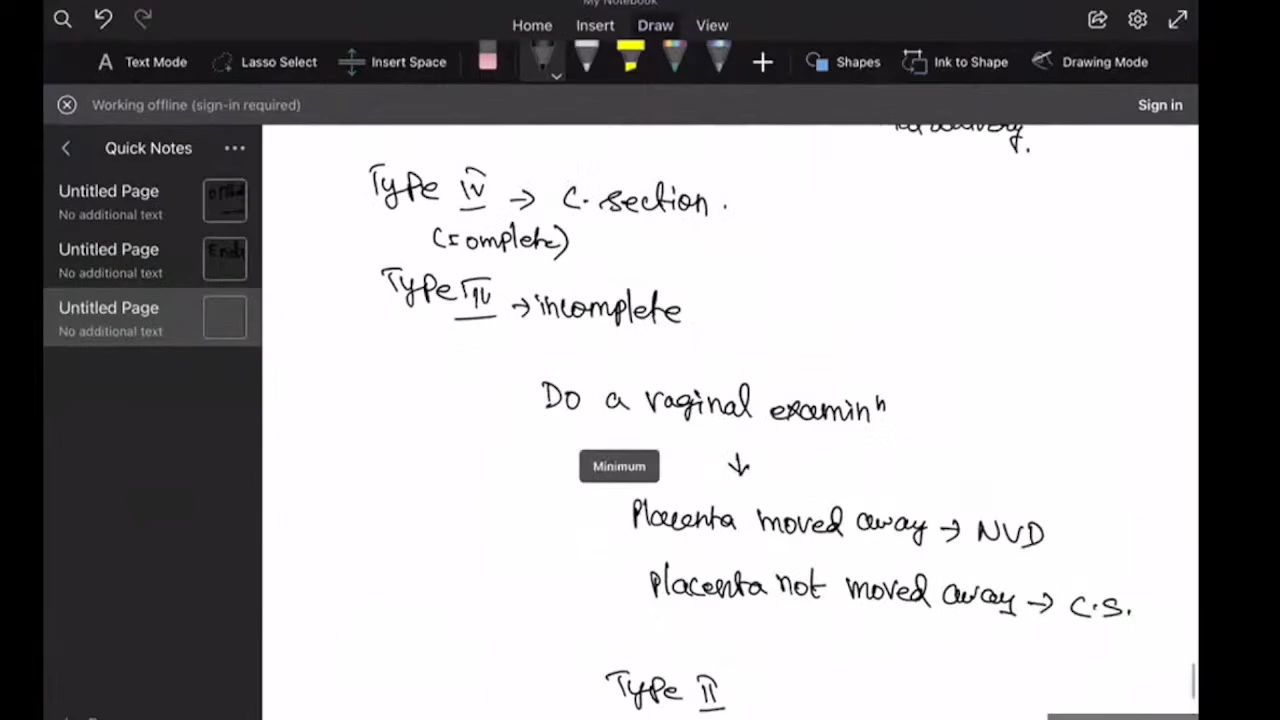 My Notebook
Home Insert Draw View
Text Mode Lasso Select Insert Space Shapes Ink to Shape Drawing Mode
Working offline (sign-in required) Sign in
Quick Notes
Untitled Page
No additional text
Untitled Page
No additional text
Untitled Page
No additional text
delivery.
Type IV → C. section.
(complete)
Type III → incomplete
Do a vaginal examinⁿ
Minimum ↓
Placenta moved away → NVD
Placenta not moved away → C.S.
Type II